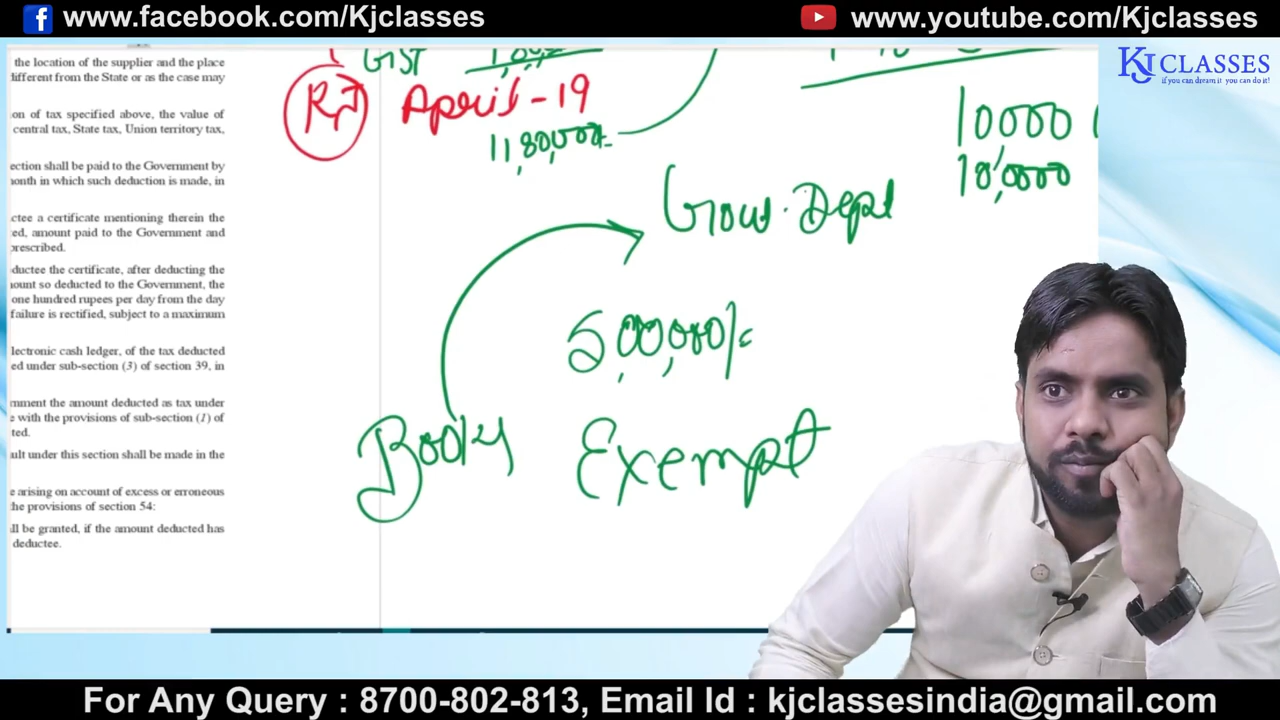 www.facebook.com/Kjclasses
www.youtube.com/Kjclasses
KJ CLASSES
if you can dream it you can do it!
the location of the supplier and the place
different from the State or as the case may
on of tax specified above, the value of
central tax, State tax, Union territory tax,
ection shall be paid to the Government by
onth in which such deduction is made, in
ctee a certificate mentioning therein the
ed, amount paid to the Government and
prescribed.
ductee the certificate, after deducting the
ount so deducted to the Government, the
one hundred rupees per day from the day
failure is rectified, subject to a maximum
lectronic cash ledger, of the tax deducted
ed under sub-section (3) of section 39, in
mment the amount deducted as tax under
e with the provisions of sub-section (1) of
ted.
ult under this section shall be made in the
e arising on account of excess or erroneous
he provisions of section 54:
ll be granted, if the amount deducted has
deductee.
GST
April-19
11,80,000/-
Govt. Dept
5,00,000/-
Books Exempt
For Any Query : 8700-802-813, Email Id : kjclassesindia@gmail.com